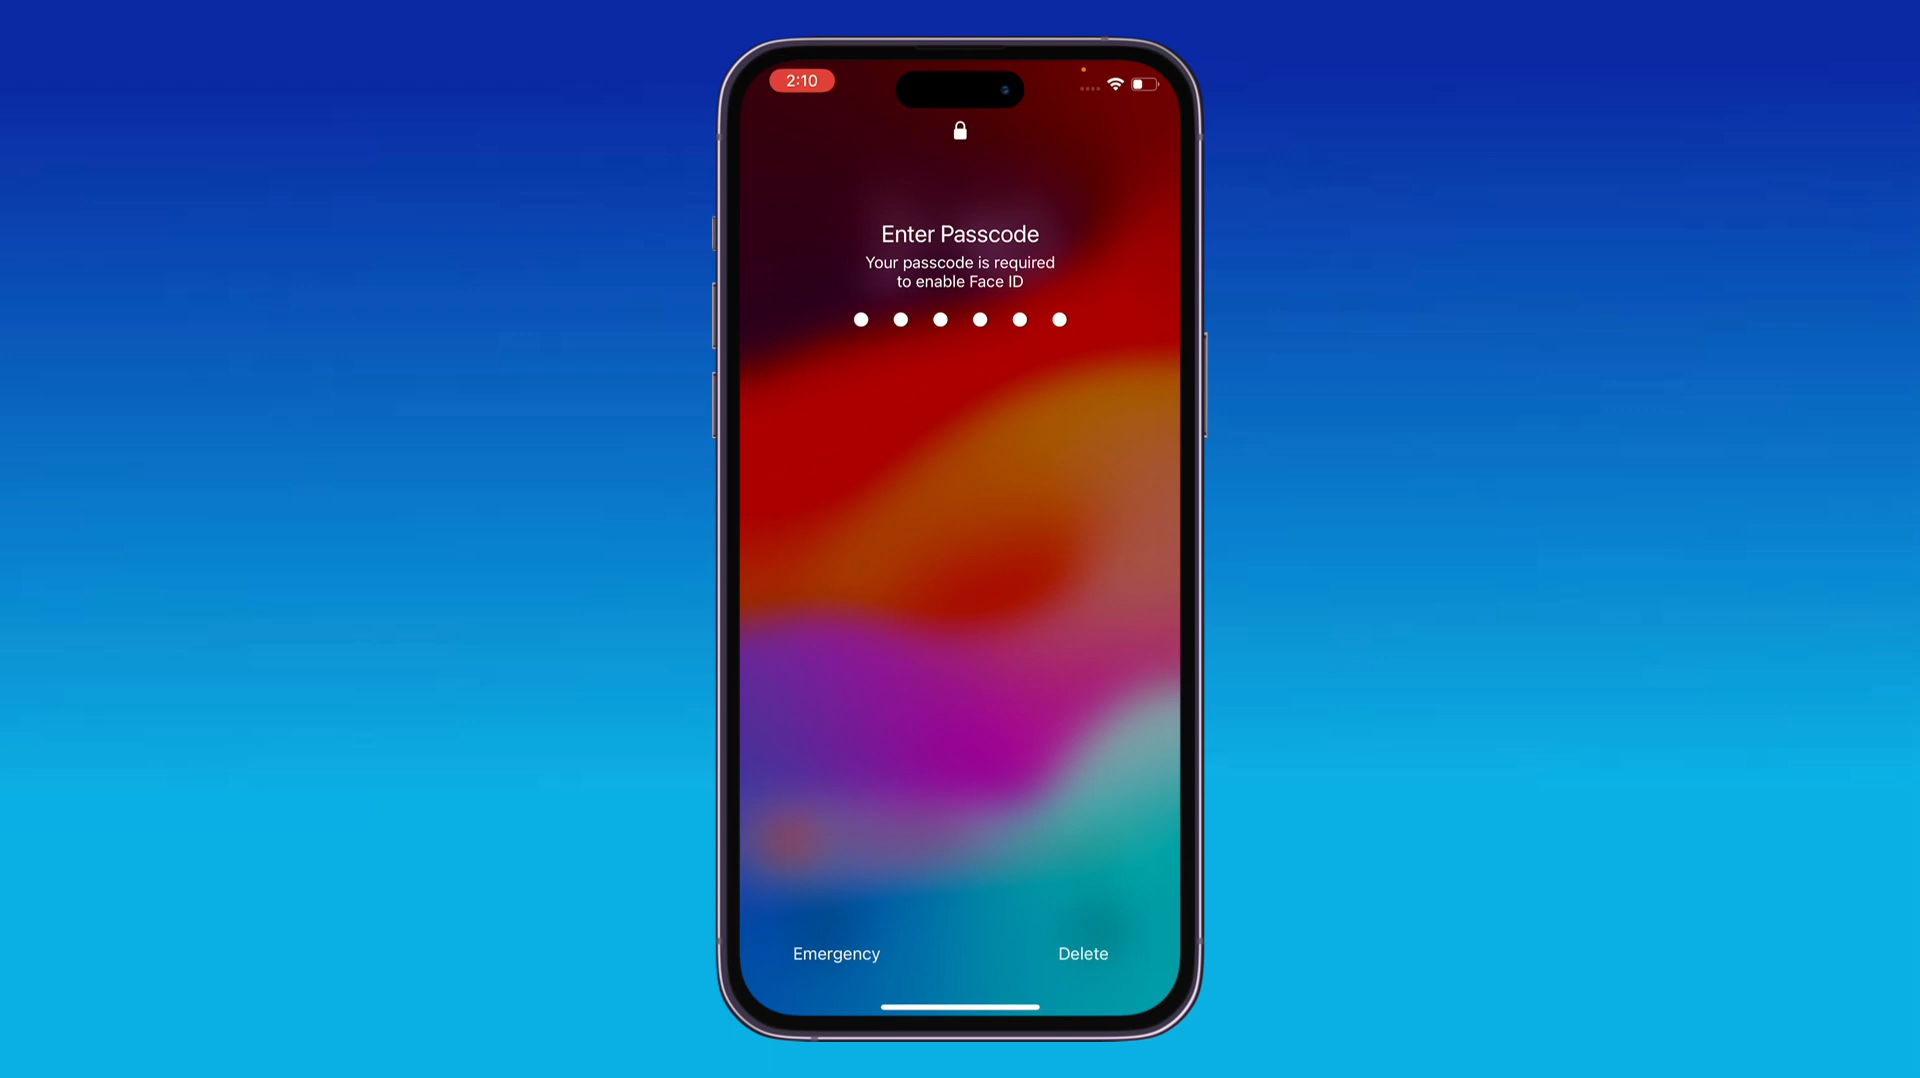 2:10
Enter Passcode
Your passcode is required
to enable Face ID
Emergency
Delete